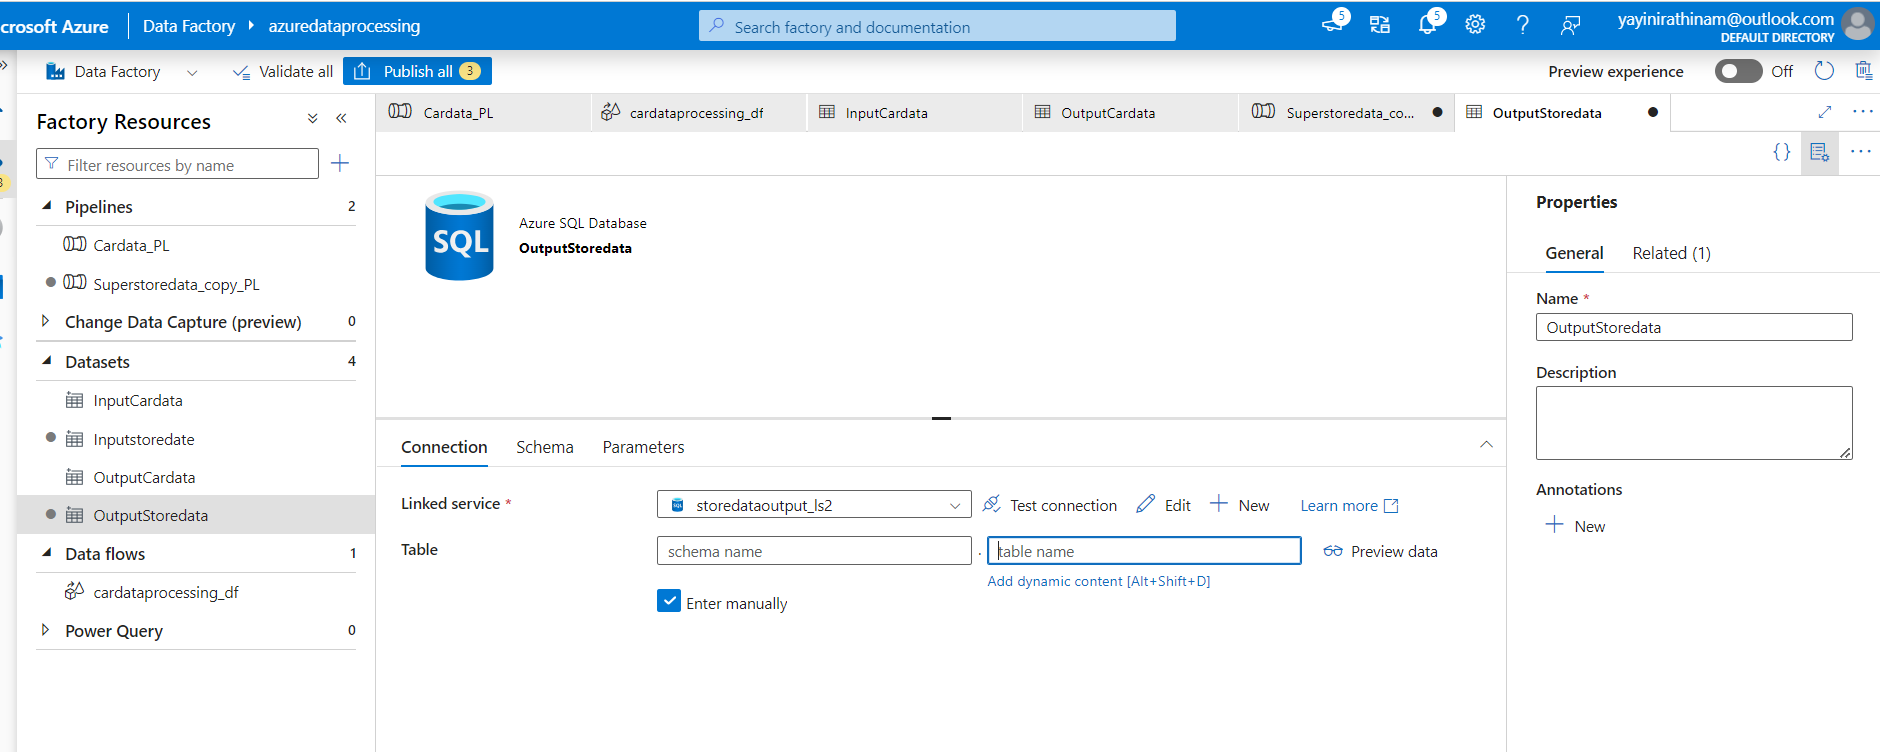 crosoft Azure
Data Factory
azuredataprocessing
Search factory and documentation
5
5
yayinirathinam@outlook.com
DEFAULT DIRECTORY
Data Factory
Validate all
Publish all 3
Preview experience
Off
Factory Resources
Filter resources by name
Pipelines 2
Cardata_PL
Superstoredata_copy_PL
Change Data Capture (preview) 0
Datasets 4
InputCardata
Inputstoredate
OutputCardata
OutputStoredata
Data flows 1
cardataprocessing_df
Power Query 0
Cardata_PL
cardataprocessing_df
InputCardata
OutputCardata
Superstoredata_co...
OutputStoredata
{}
SQL
Azure SQL Database
OutputStoredata
Connection Schema Parameters
Linked service *
SQL storedataoutput_ls2
Test connection
Edit
New
Learn more
Table
schema name . table name
Preview data
Add dynamic content [Alt+Shift+D]
Enter manually
Properties
General Related (1)
Name *
OutputStoredata
Description
Annotations
New